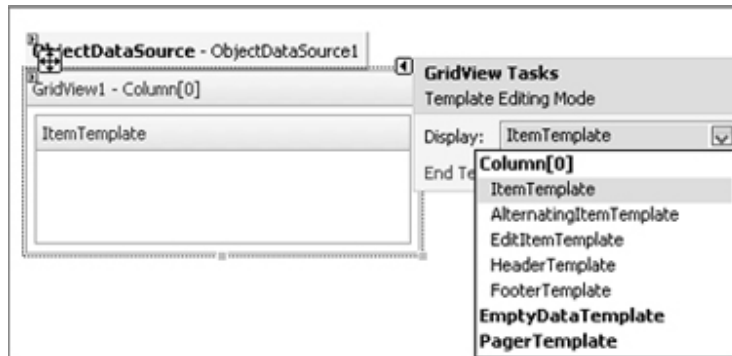 ObjectDataSource - ObjectDataSource1
GridView1 - Column[0]
ItemTemplate
GridView Tasks
Template Editing Mode
Display: ItemTemplate
End Te
Column[0]
ItemTemplate
AlternatingItemTemplate
EditItemTemplate
HeaderTemplate
FooterTemplate
EmptyDataTemplate
PagerTemplate